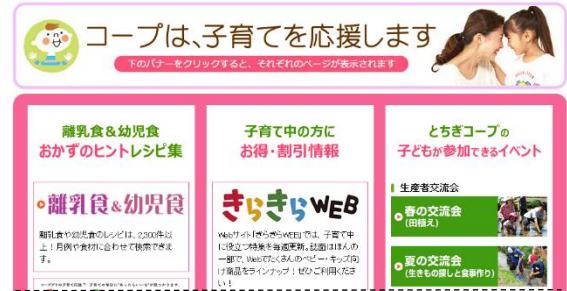 コープは、子育てを応援します
下のバナーをクリックすると、それぞれのページが表示されます
離乳食&幼児食
おかずのヒントレシピ集
離乳食&幼児食
離乳食や幼児食のレシピは、2,300件以
上！月例や食材に合わせて検索できま
す。
子育て中の方に
お得・割引情報
きらきらWEB
Webサイト「きらきらWEB」では、子育て中
に役立つ特集を毎週更新。誌面はほんの
一部で、Webでたくさんのベビー・キッズ向
け商品をラインナップ！ぜひご利用くださ
い！
とちぎコープの
子どもが参加できるイベント
生産者交流会
春の交流会
(田植え)
夏の交流会
(生きもの探しと食事作り)